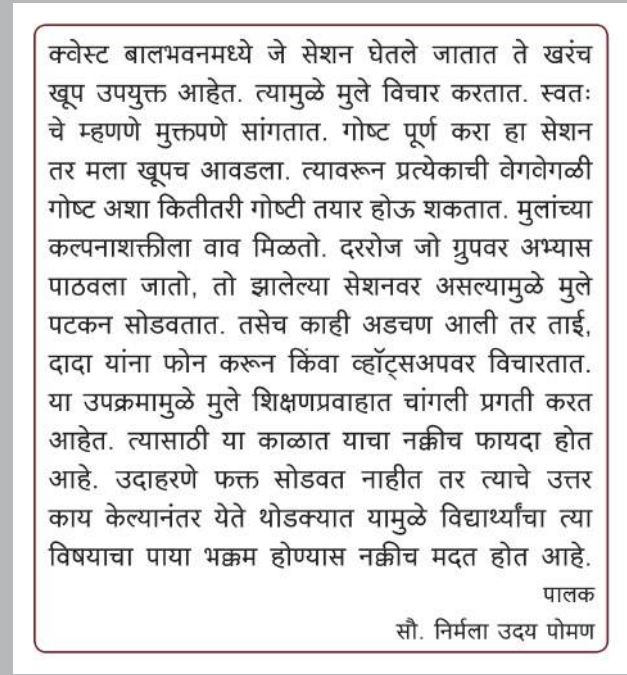 क्वेस्ट बालभवनमध्ये जे सेशन घेतले जातात ते खरंच
खूप उपयुक्त आहेत. त्यामुळे मुले विचार करतात. स्वतः
चे म्हणणे मुक्तपणे सांगतात. गोष्ट पूर्ण करा हा सेशन
तर मला खूपच आवडला. त्यावरून प्रत्येकाची वेगवेगळी
गोष्ट अशा कितीतरी गोष्टी तयार होऊ शकतात. मुलांच्या
कल्पनाशक्तीला वाव मिळतो. दररोज जो ग्रुपवर अभ्यास
पाठवला जातो, तो झालेल्या सेशनवर असल्यामुळे मुले
पटकन सोडवतात. तसेच काही अडचण आली तर ताई,
दादा यांना फोन करून किंवा व्हॉट्सअपवर विचारतात.
या उपक्रमामुळे मुले शिक्षणप्रवाहात चांगली प्रगती करत
आहेत. त्यासाठी या काळात याचा नक्कीच फायदा होत
आहे. उदाहरणे फक्त सोडवत नाहीत तर त्याचे उत्तर
काय केल्यानंतर येते थोडक्यात यामुळे विद्यार्थ्यांचा त्या
विषयाचा पाया भक्कम होण्यास नक्कीच मदत होत आहे.
पालक
सौ. निर्मला उदय पोमण